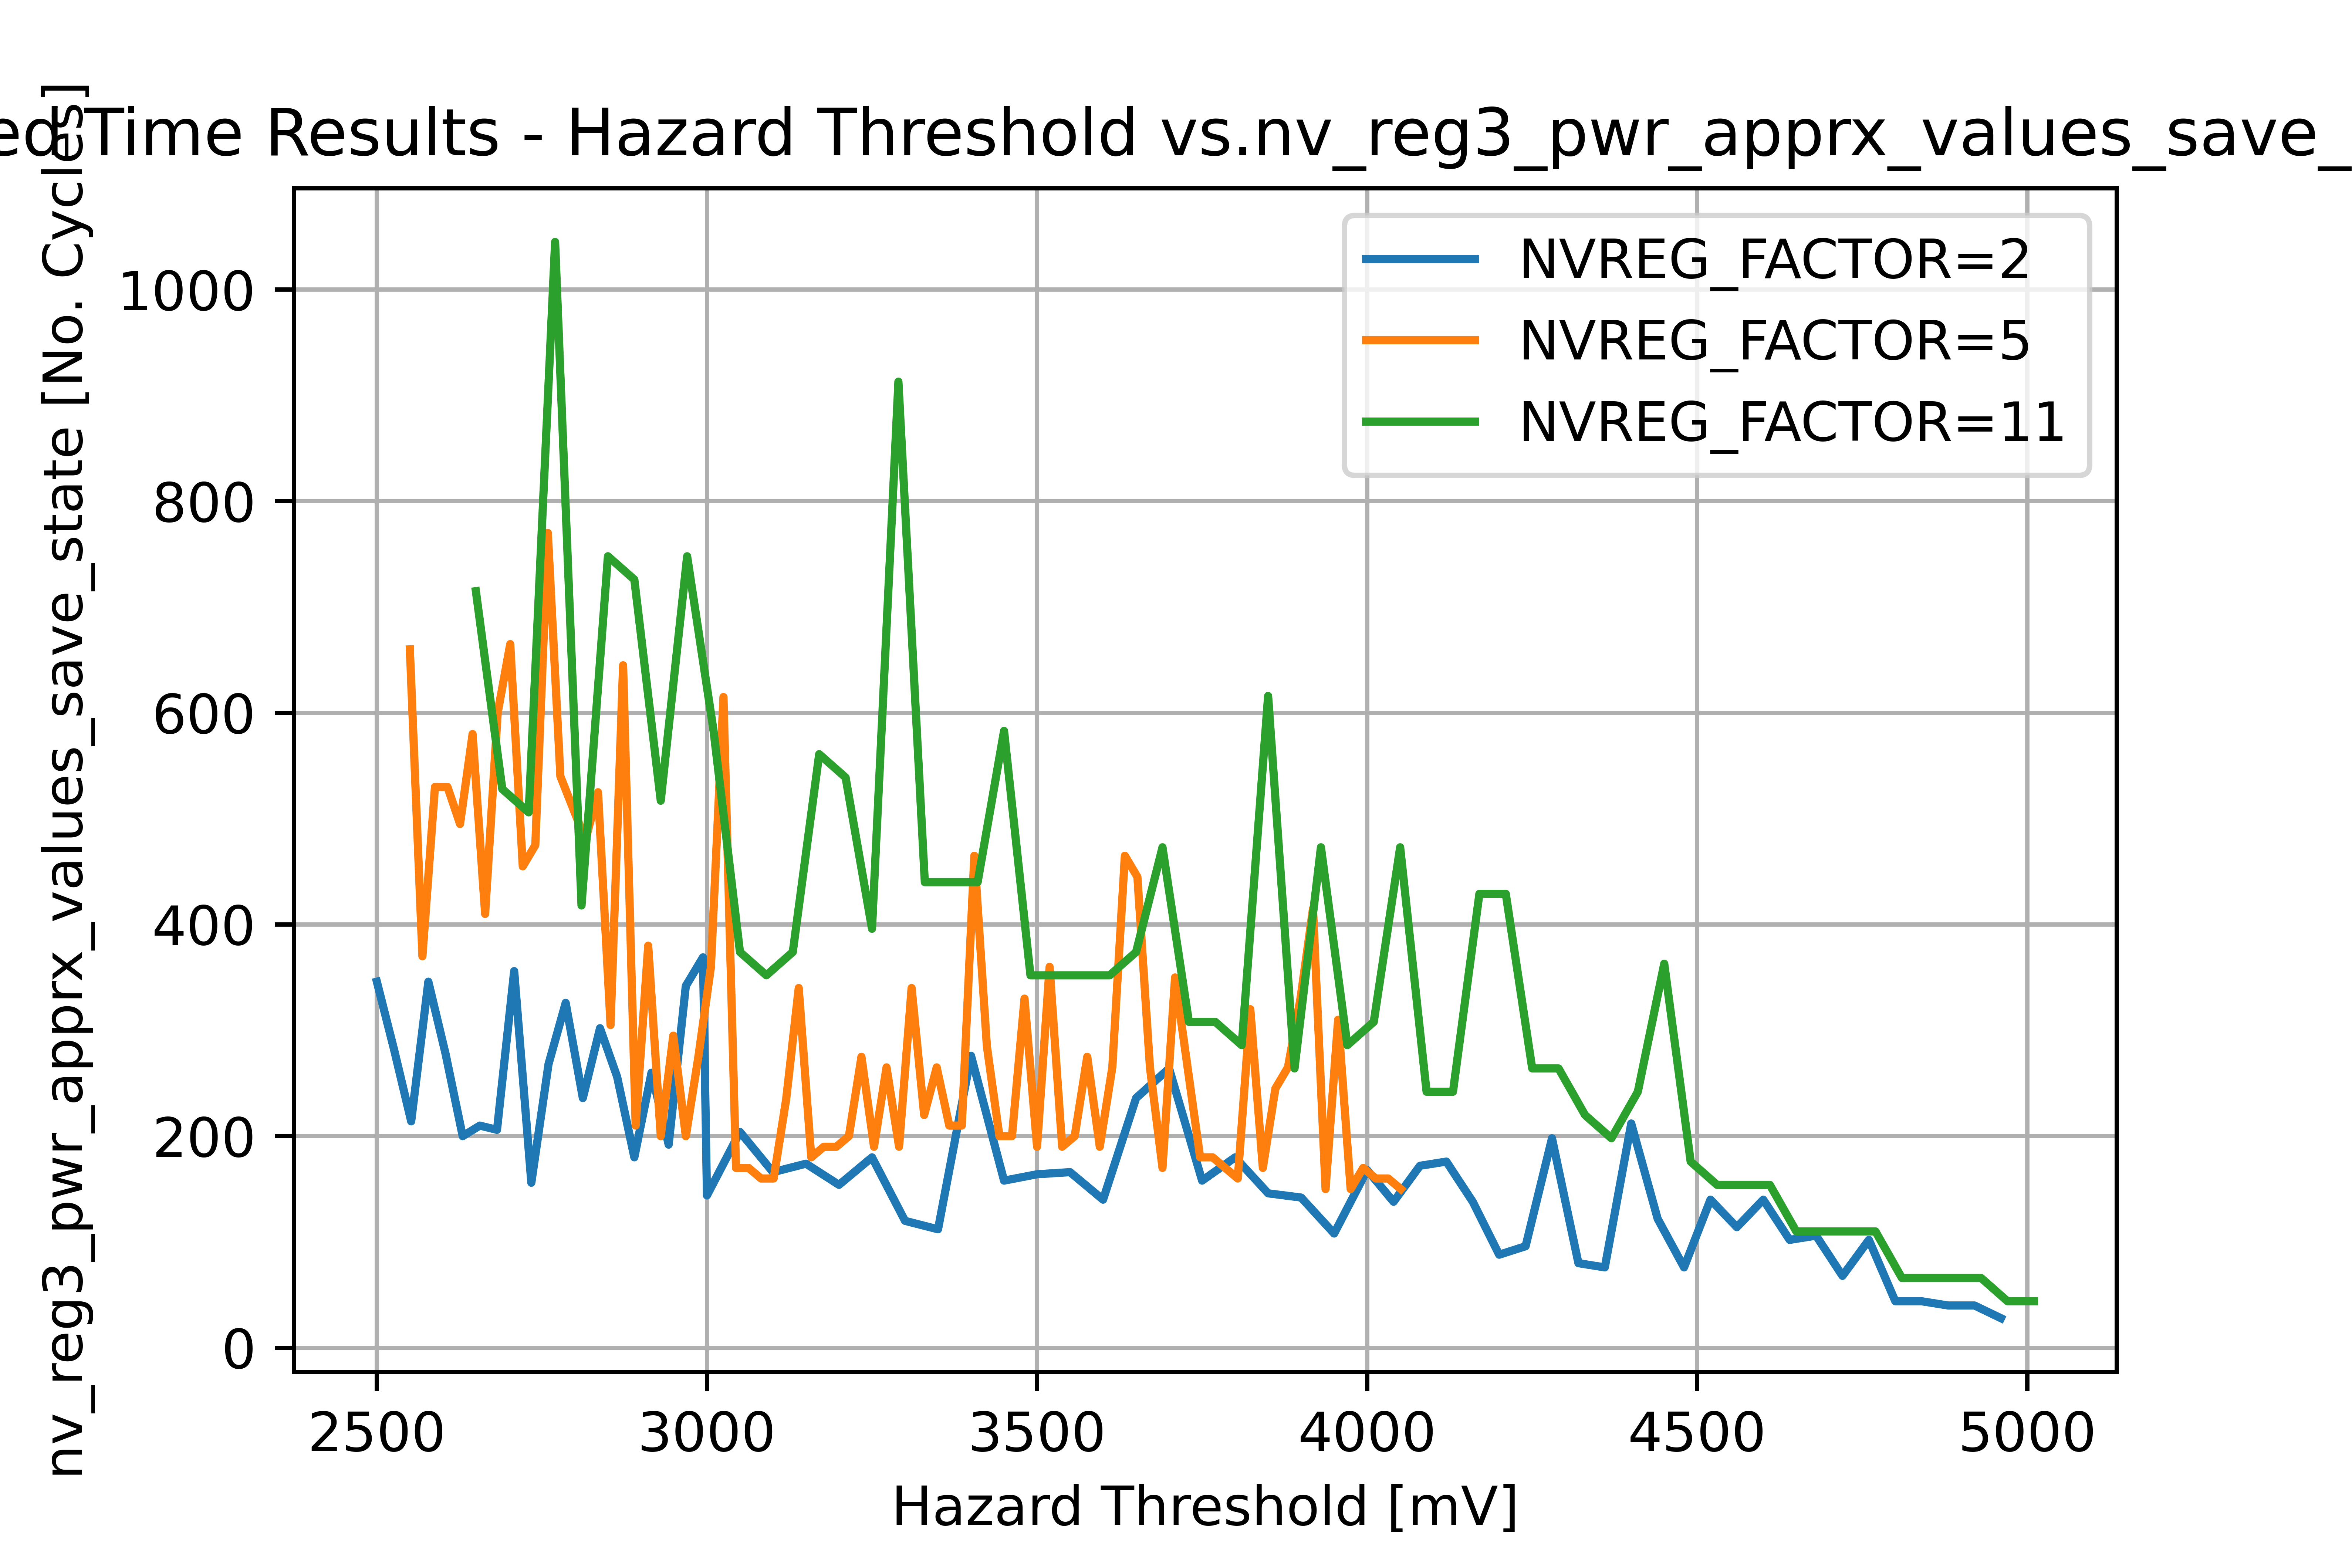 Time Results - Hazard Threshold vs.nv_reg3_pwr_apprx_values_save_
nv_reg3_pwr_apprx_values_save_state [No. Cycles]
1000
800
600
400
200
0
NVREG_FACTOR=2
NVREG_FACTOR=5
NVREG_FACTOR=11
2500 3000 3500 4000 4500 5000
Hazard Threshold [mV]